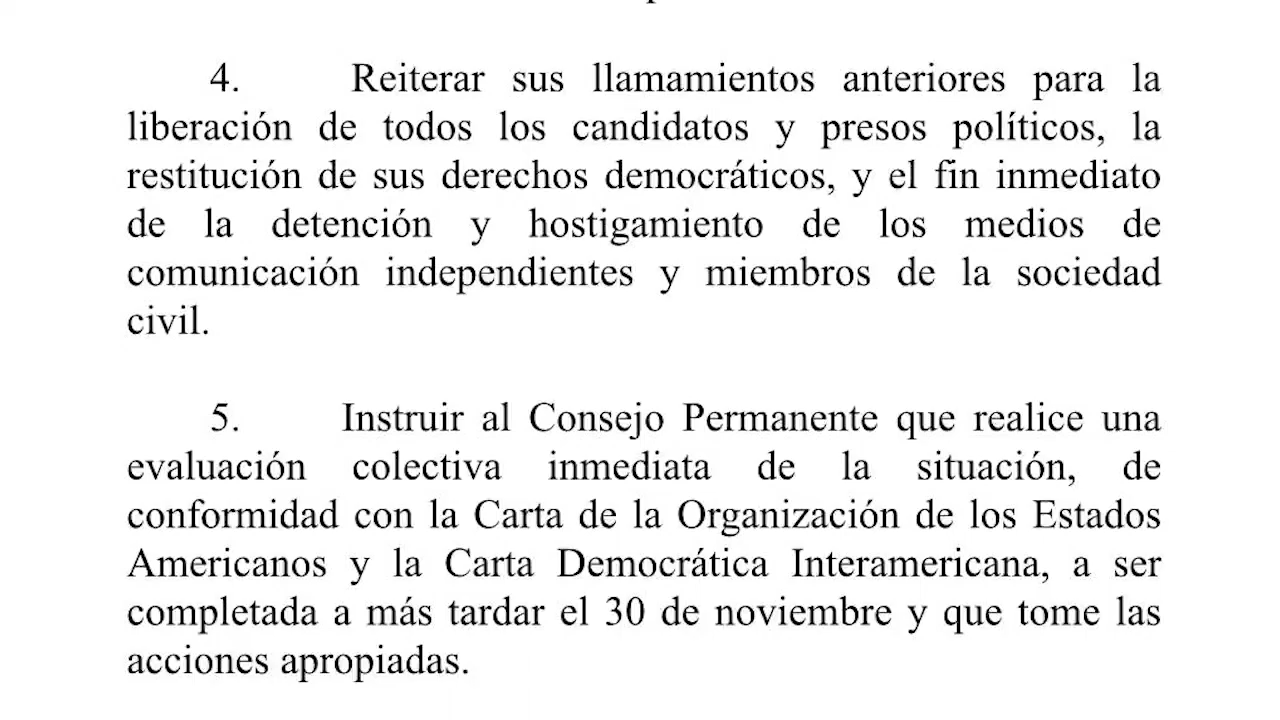 4. Reiterar sus llamamientos anteriores para la
liberación de todos los candidatos y presos políticos, la
restitución de sus derechos democráticos, y el fin inmediato
de la detención y hostigamiento de los medios de
comunicación independientes y miembros de la sociedad
civil.
5. Instruir al Consejo Permanente que realice una
evaluación colectiva inmediata de la situación, de
conformidad con la Carta de la Organización de los Estados
Americanos y la Carta Democrática Interamericana, a ser
completada a más tardar el 30 de noviembre y que tome las
acciones apropiadas.